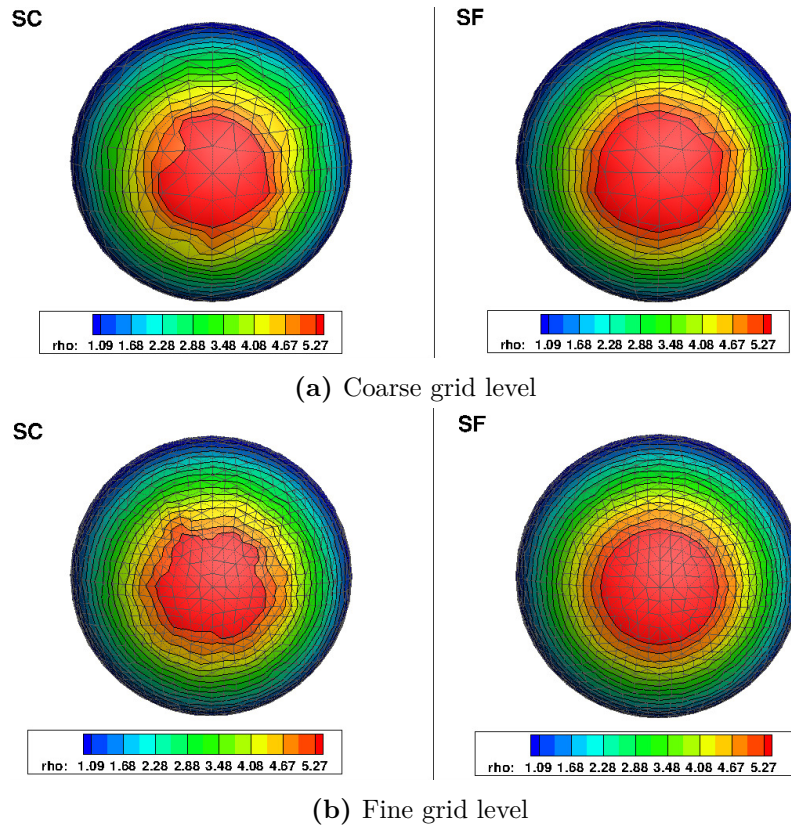 SC
SF
rho: 1.09 1.68 2.28 2.88 3.48 4.08 4.67 5.27
rho: 1.09 1.68 2.28 2.88 3.48 4.08 4.67 5.27
(a) Coarse grid level
SC
SF
rho: 1.09 1.68 2.28 2.88 3.48 4.08 4.67 5.27
rho: 1.09 1.68 2.28 2.88 3.48 4.08 4.67 5.27
(b) Fine grid level